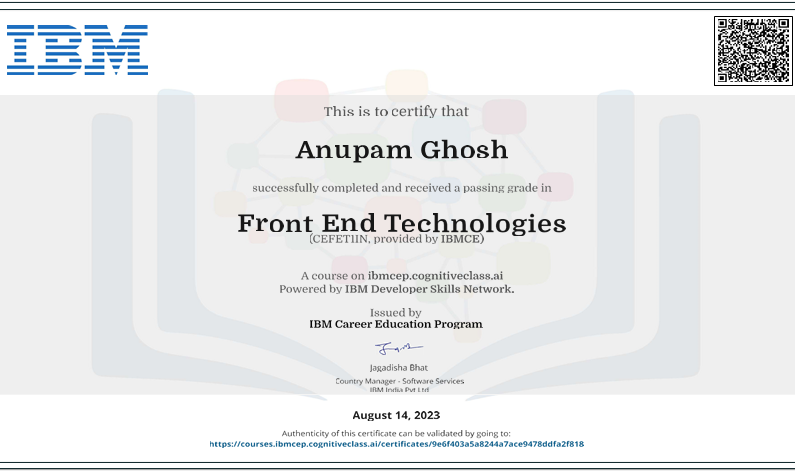 IBM
This is to certify that
Anupam Ghosh
successfully completed and received a passing grade in
Front End Technologies
(CEFET1IN, provided by IBMCE)
A course on ibmcep.cognitiveclass.ai
Powered by IBM Developer Skills Network.
Issued by
IBM Career Education Program
Jagadisha Bhat
Country Manager - Software Services
IBM India Pvt Ltd
August 14, 2023
Authenticity of this certificate can be validated by going to:
https://courses.ibmcep.cognitiveclass.ai/certificates/9e6f403a5a8244a7ace9478ddfa2f818